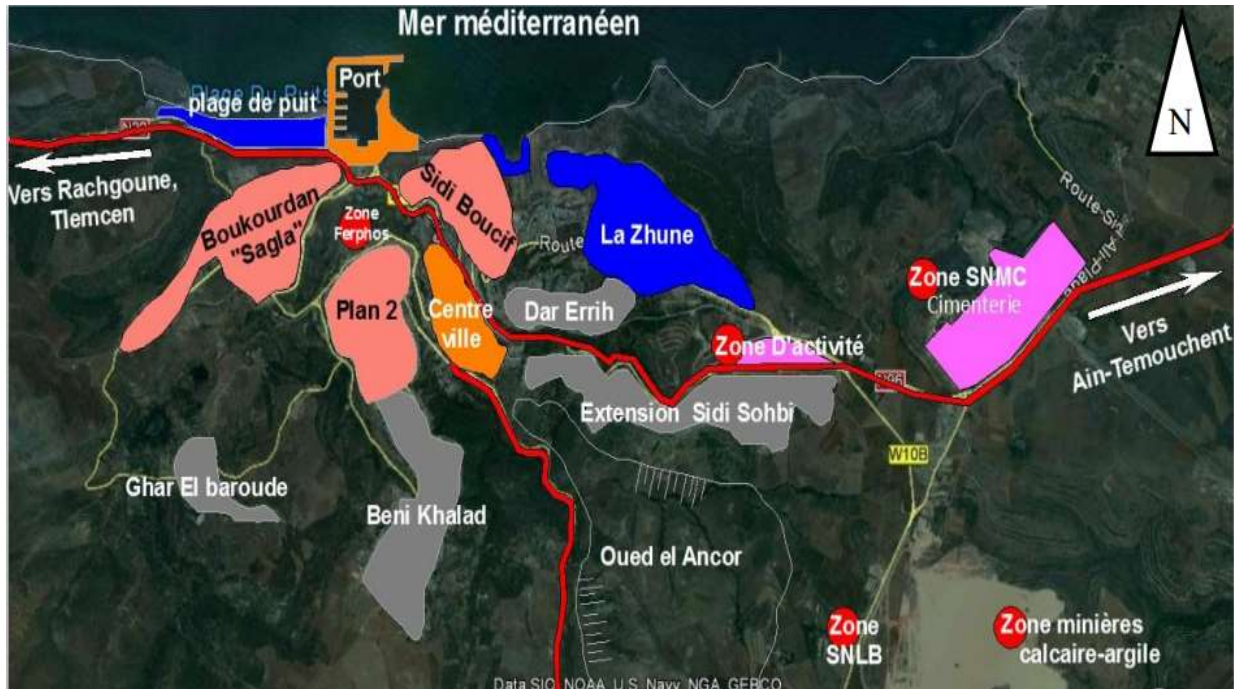 Mer méditerranéen
N
Port
Plage Du Puits
plage de puit
Vers Rachgoune,
Tlemcen
Boukourdan
"Sagla"
Zone
Ferphos
Sidi Boucif
Route
La Zhune
Route-Sidi
Plan 2
Centre
ville
Dar Errih
Zone SNMC
Cimenterie
Zone D'activité
Vers
Ain-Temouchent
N96
Extension Sidi Sohbi
W10B
Ghar El baroude
Beni Khalad
Oued el Ancor
Zone
SNLB
Zone minières
calcaire-argile
Data SIO, NOAA, U.S. Navy, NGA, GEBCO